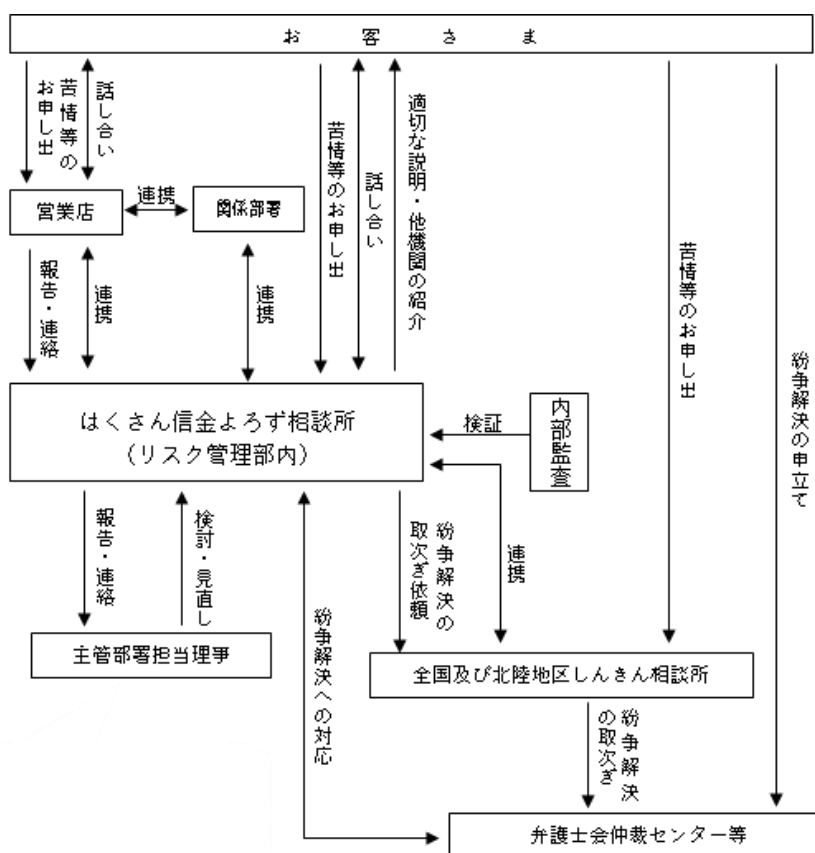 お客さま
苦情等の
お申し出
話し合い
苦情等のお申し出
話し合い
適切な説明・他機関の紹介
苦情等のお申し出
紛争解決の申立て
営業店
連携
関係部署
報告・連絡
連携
連携
はくさん信金よろず相談所
(リスク管理部内)
検証
内部監査
報告・連絡
検討・見直し
紛争解決への対応
紛争解決の
取次ぎ依頼
連携
主管部署担当理事
全国及び北陸地区しんきん相談所
紛争解決
の取次ぎ
弁護士会仲裁センター等